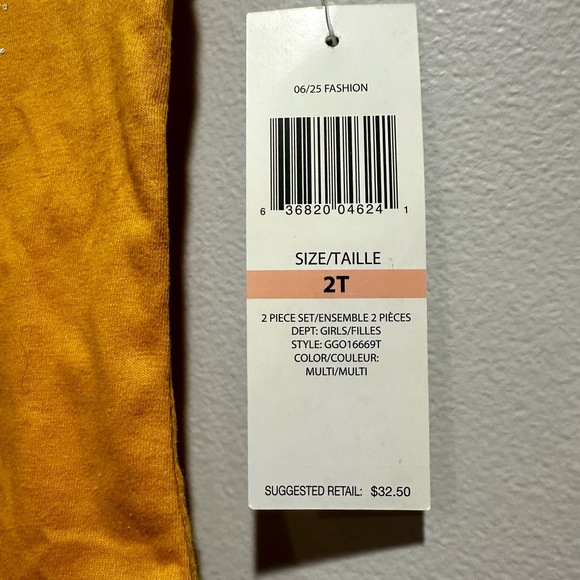 06/25 FASHION
6 36820 04624 1
SIZE/TAILLE
2T
2 PIECE SET/ENSEMBLE 2 PIÈCES
DEPT: GIRLS/FILLES
STYLE: GGO16669T
COLOR/COULEUR:
MULTI/MULTI
SUGGESTED RETAIL: $32.50